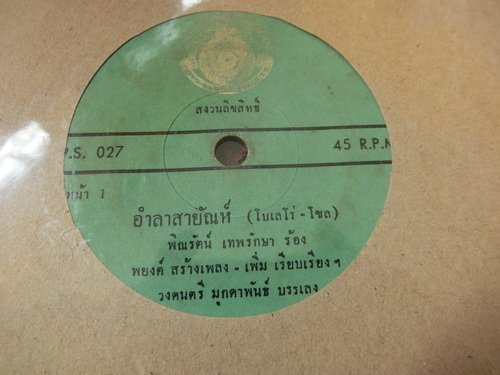 สงวนลิขสิทธิ์
P.S. 027
45 R.P.M
หน้า 1
อำลาสายัณห์ (โบเลโร่ - โซล)
พิณรัตน์ เทพรักษา ร้อง
พยงค์ สร้างเพลง - เพิ่ม เรียบเรียงฯ
วงดนตรี มุกดาพันธ์ บรรเลง